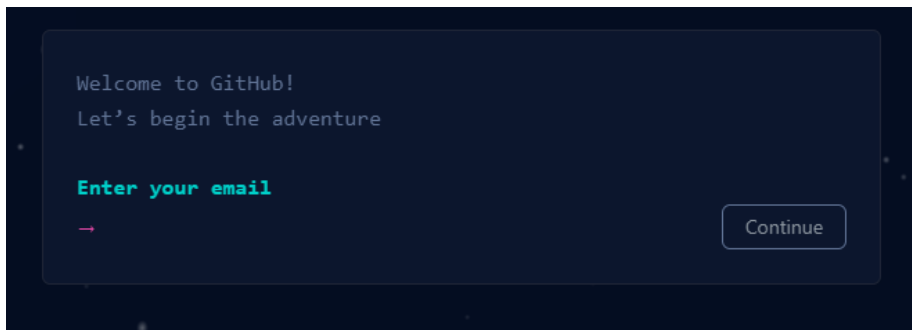 Welcome to GitHub!
Let’s begin the adventure
Enter your email
→
Continue